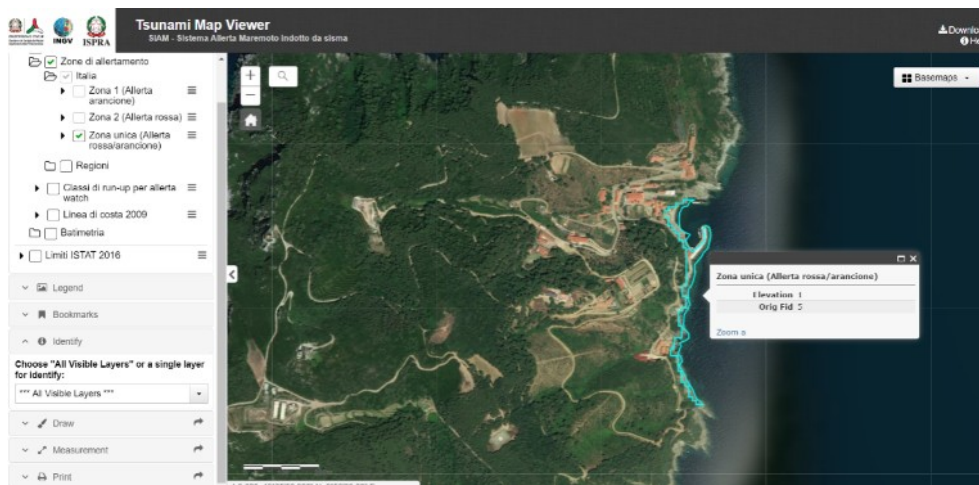 INGV
ISPRA
Tsunami Map Viewer
SIAM - Sistema Allerta Maremoto Indotto da sisma
Downlo
He
Zone di allertamento
Italia
Zona 1 (Allerta
arancione)
Zona 2 (Allerta rossa)
Zona unica (Allerta
rossa/arancione)
Regioni
Classi di run-up per allerta
watch
Linea di costa 2009
Batimetria
Limiti ISTAT 2016
Legend
Bookmarks
Identify
Choose "All Visible Layers" or a single layer
for identify:
*** All Visible Layers ***
Draw
Measurement
Print
+
−
Basemaps
Zona unica (Allerta rossa/arancione)
Elevation 1
Orig Fid 5
Zoom a